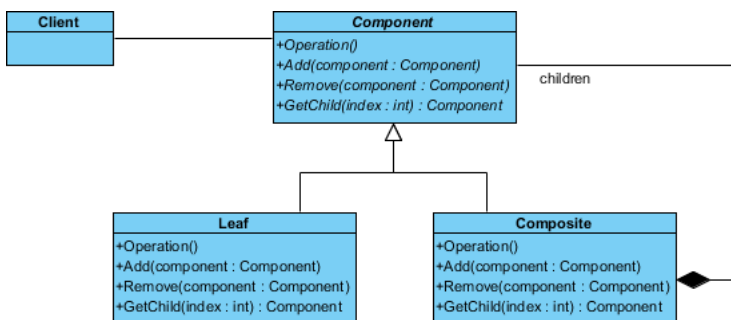 Client
Component
+Operation()
+Add(component : Component)
+Remove(component : Component)
+GetChild(index : int) : Component
children
Leaf
+Operation()
+Add(component : Component)
+Remove(component : Component)
+GetChild(index : int) : Component
Composite
+Operation()
+Add(component : Component)
+Remove(component : Component)
+GetChild(index : int) : Component